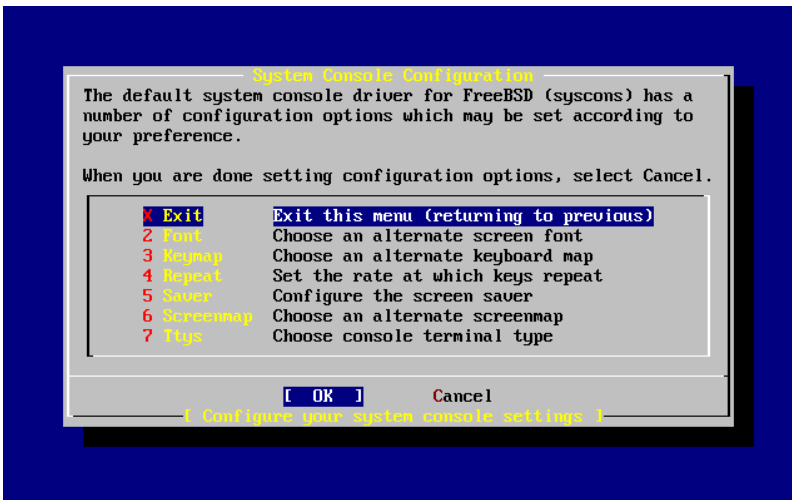 System Console Configuration
The default system console driver for FreeBSD (syscons) has a
number of configuration options which may be set according to
your preference.
When you are done setting configuration options, select Cancel.
X Exit Exit this menu (returning to previous)
2 Font Choose an alternate screen font
3 Keymap Choose an alternate keyboard map
4 Repeat Set the rate at which keys repeat
5 Saver Configure the screen saver
6 Screenmap Choose an alternate screenmap
7 Ttys Choose console terminal type
[ OK ] Cancel
[ Configure your system console settings ]